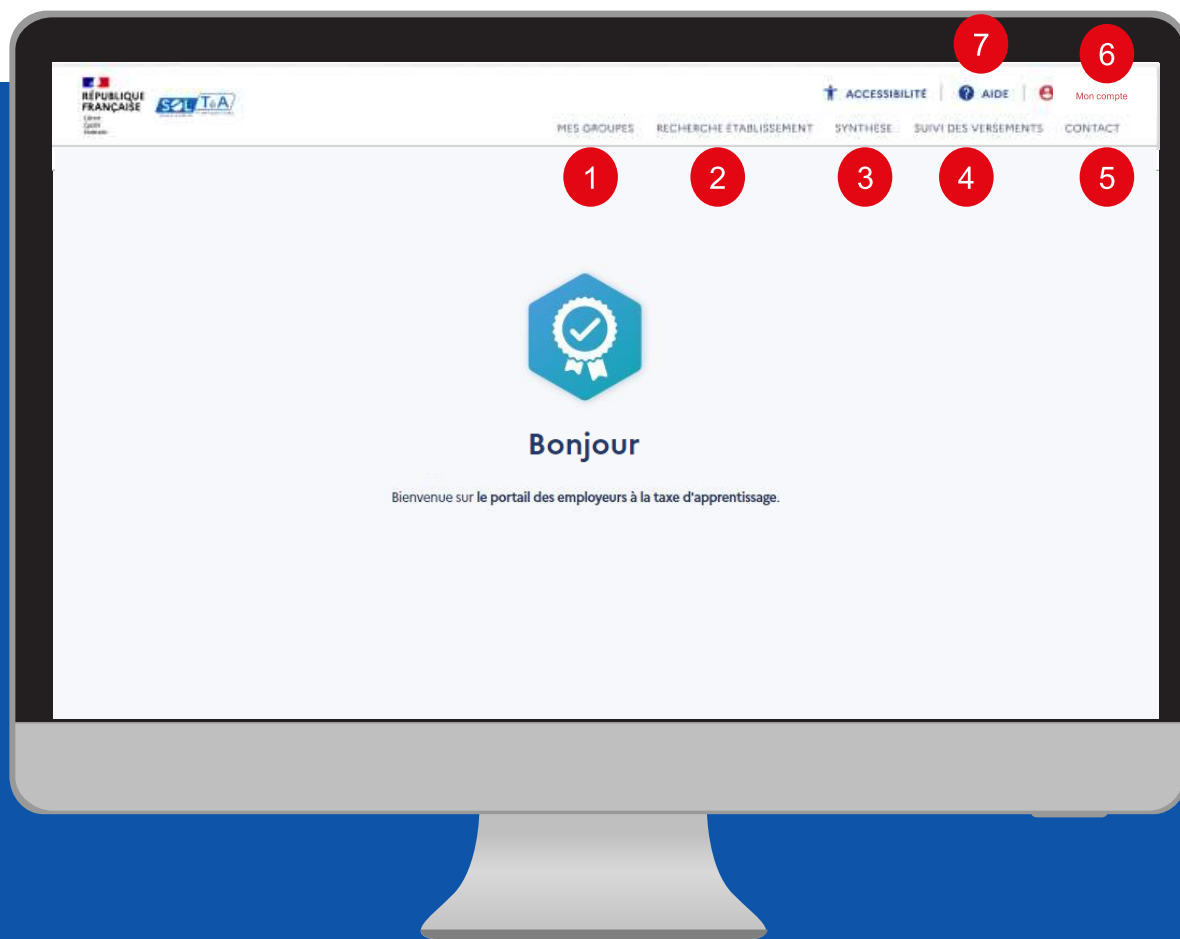 7
6
RÉPUBLIQUE
FRANÇAISE
SOLTéA
ACCESSIBILITÉ
AIDE
Mon compte
MES GROUPES
RECHERCHE ÉTABLISSEMENT
SYNTHÈSE
SUIVI DES VERSEMENTS
CONTACT
1
2
3
4
5
Bonjour
Bienvenue sur le portail des employeurs à la taxe d'apprentissage.